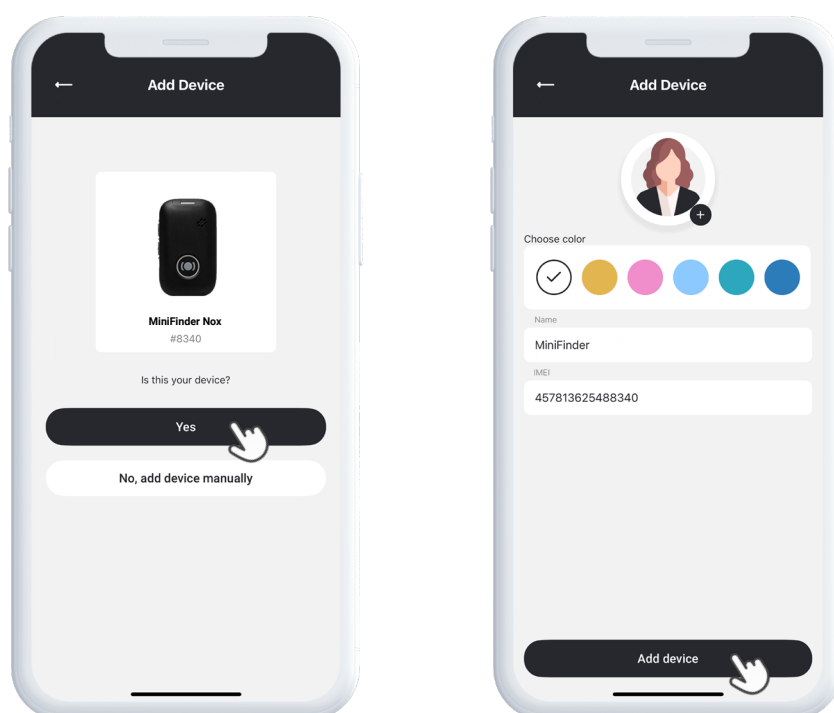 Add Device
MiniFinder Nox
#8340
Is this your device?
Yes
No, add device manually
Add Device
Choose color
Name
MiniFinder
IMEI
457813625488340
Add device